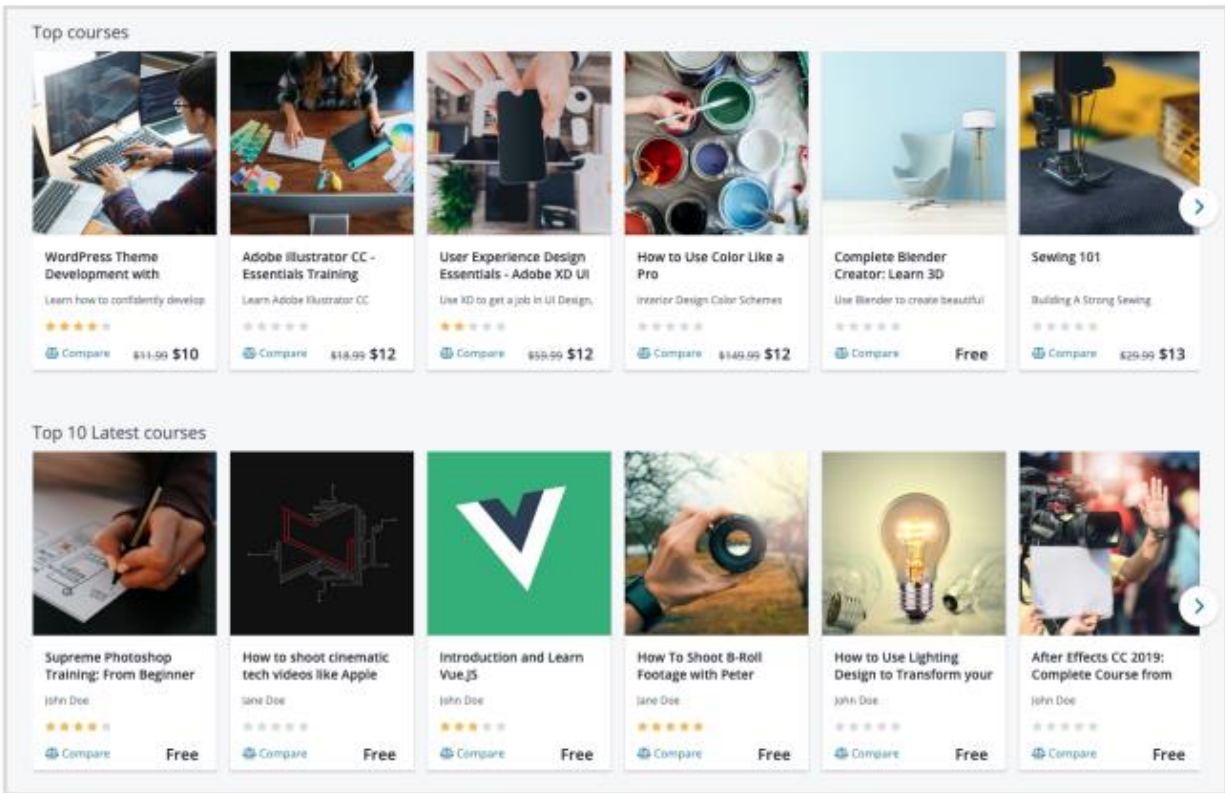 Top courses
WordPress Theme
Development with
Learn how to confidently develop
Compare $11.99 $10
Adobe Illustrator CC -
Essentials Training
Learn Adobe Illustrator CC
Compare $18.99 $12
User Experience Design
Essentials - Adobe XD UI
Use XD to get a job in UI Design,
Compare $59.99 $12
How to Use Color Like a
Pro
Interior Design Color Schemes
Compare $149.99 $12
Complete Blender
Creator: Learn 3D
Use Blender to create beautiful
Compare Free
Sewing 101
Building A Strong Sewing
Compare $29.99 $13
Top 10 Latest courses
Supreme Photoshop
Training: From Beginner
John Doe
Compare Free
How to shoot cinematic
tech videos like Apple
Jane Doe
Compare Free
Introduction and Learn
Vue.JS
John Doe
Compare Free
How To Shoot B-Roll
Footage with Peter
Jane Doe
Compare Free
How to Use Lighting
Design to Transform your
John Doe
Compare Free
After Effects CC 2019:
Complete Course from
John Doe
Compare Free